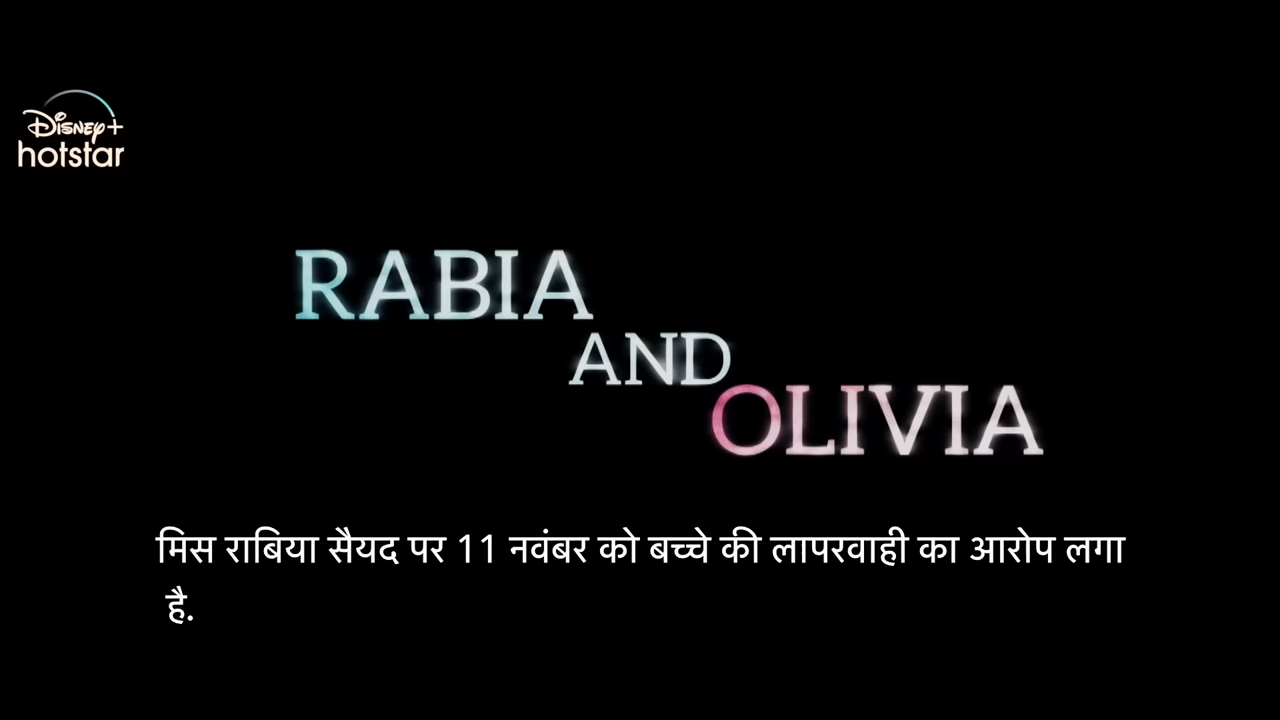 Disney+
hotstar
RABIA
AND
OLIVIA
मिस राबिया सैयद पर 11 नवंबर को बच्चे की लापरवाही का आरोप लगा
है.